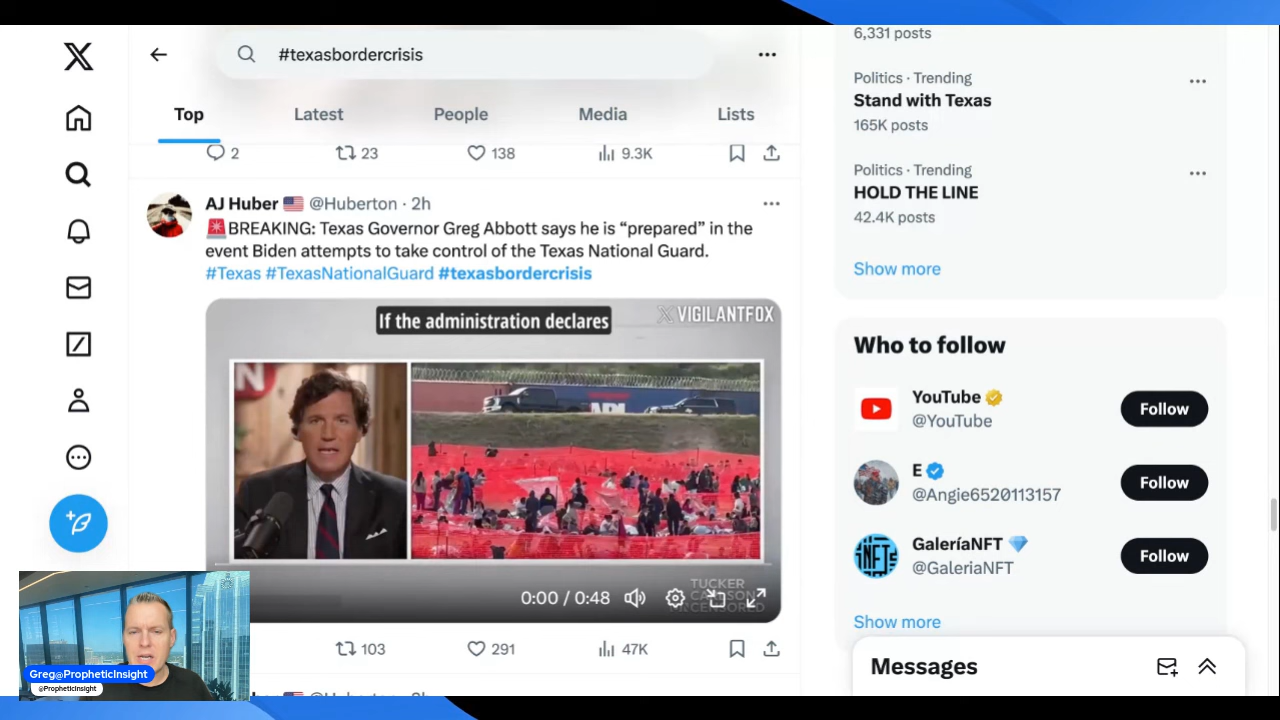 #texasbordercrisis
Top
Latest
People
Media
Lists
2
23
138
9.3K
AJ Huber 🇺🇸 @Huberton · 2h
🚨BREAKING: Texas Governor Greg Abbott says he is “prepared” in the
event Biden attempts to take control of the Texas National Guard.
#Texas #TexasNationalGuard #texasbordercrisis
If the administration declares
VIGILANTFOX
0:00 / 0:48
TUCKER
CARLSON
UNCENSORED
103
291
47K
Greg@PropheticInsight
@PropheticInsight
6,331 posts
Politics · Trending
Stand with Texas
165K posts
Politics · Trending
HOLD THE LINE
42.4K posts
Show more
Who to follow
YouTube
@YouTube
Follow
E
@Angie6520113157
Follow
NFT
GaleríaNFT 💎
@GaleriaNFT
Follow
Show more
Messages